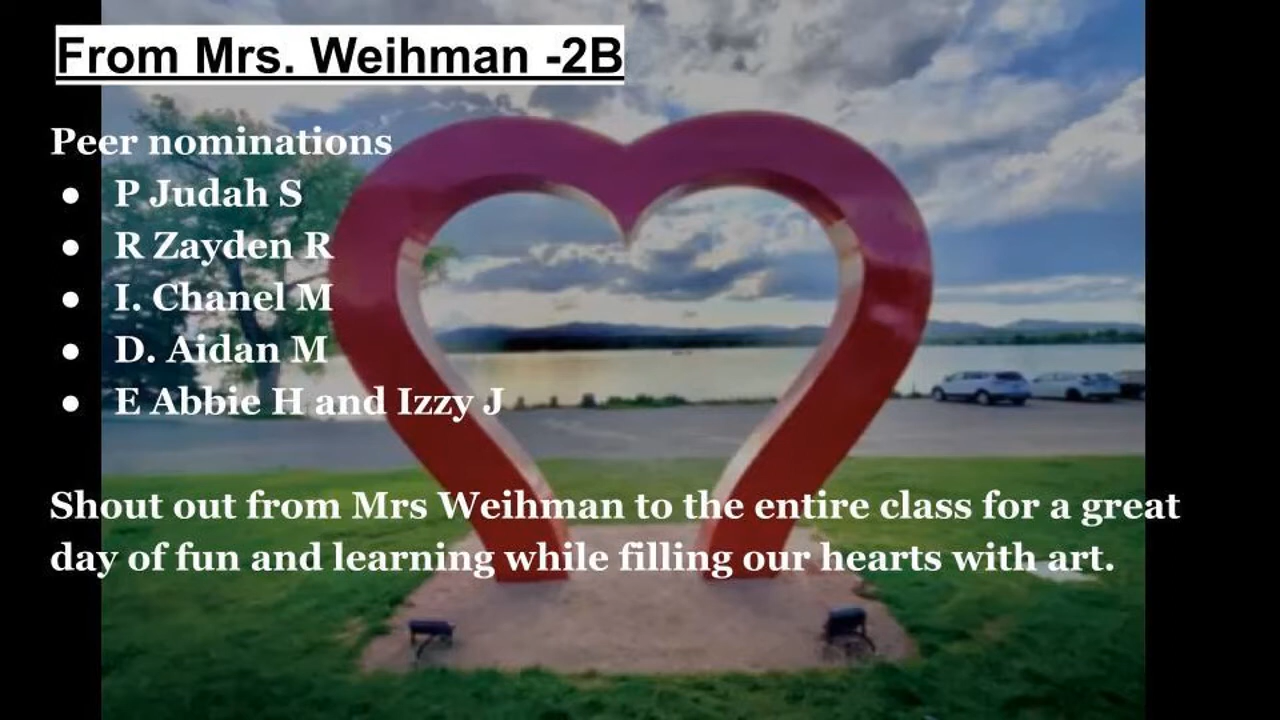 From Mrs. Weihman -2B
Peer nominations
● P Judah S
● R Zayden R
● I. Chanel M
● D. Aidan M
● E Abbie H and Izzy J
Shout out from Mrs Weihman to the entire class for a great
day of fun and learning while filling our hearts with art.